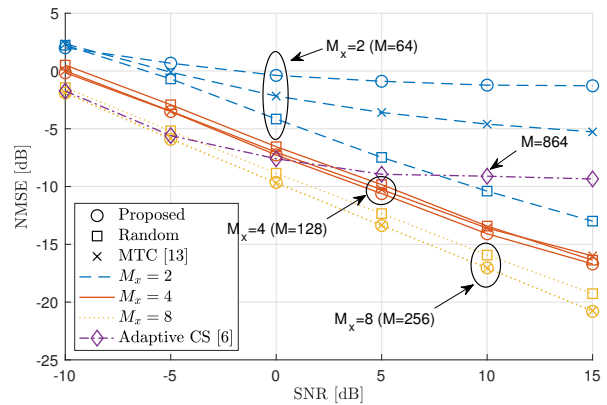 5
0
-5
-10
-15
-20
-25
NMSE [dB]
-10
-5
0
5
10
15
SNR [dB]
M_x=2 (M=64)
M=864
M_x=4 (M=128)
M_x=8 (M=256)
Proposed
Random
MTC [13]
M_x = 2
M_x = 4
M_x = 8
Adaptive CS [6]